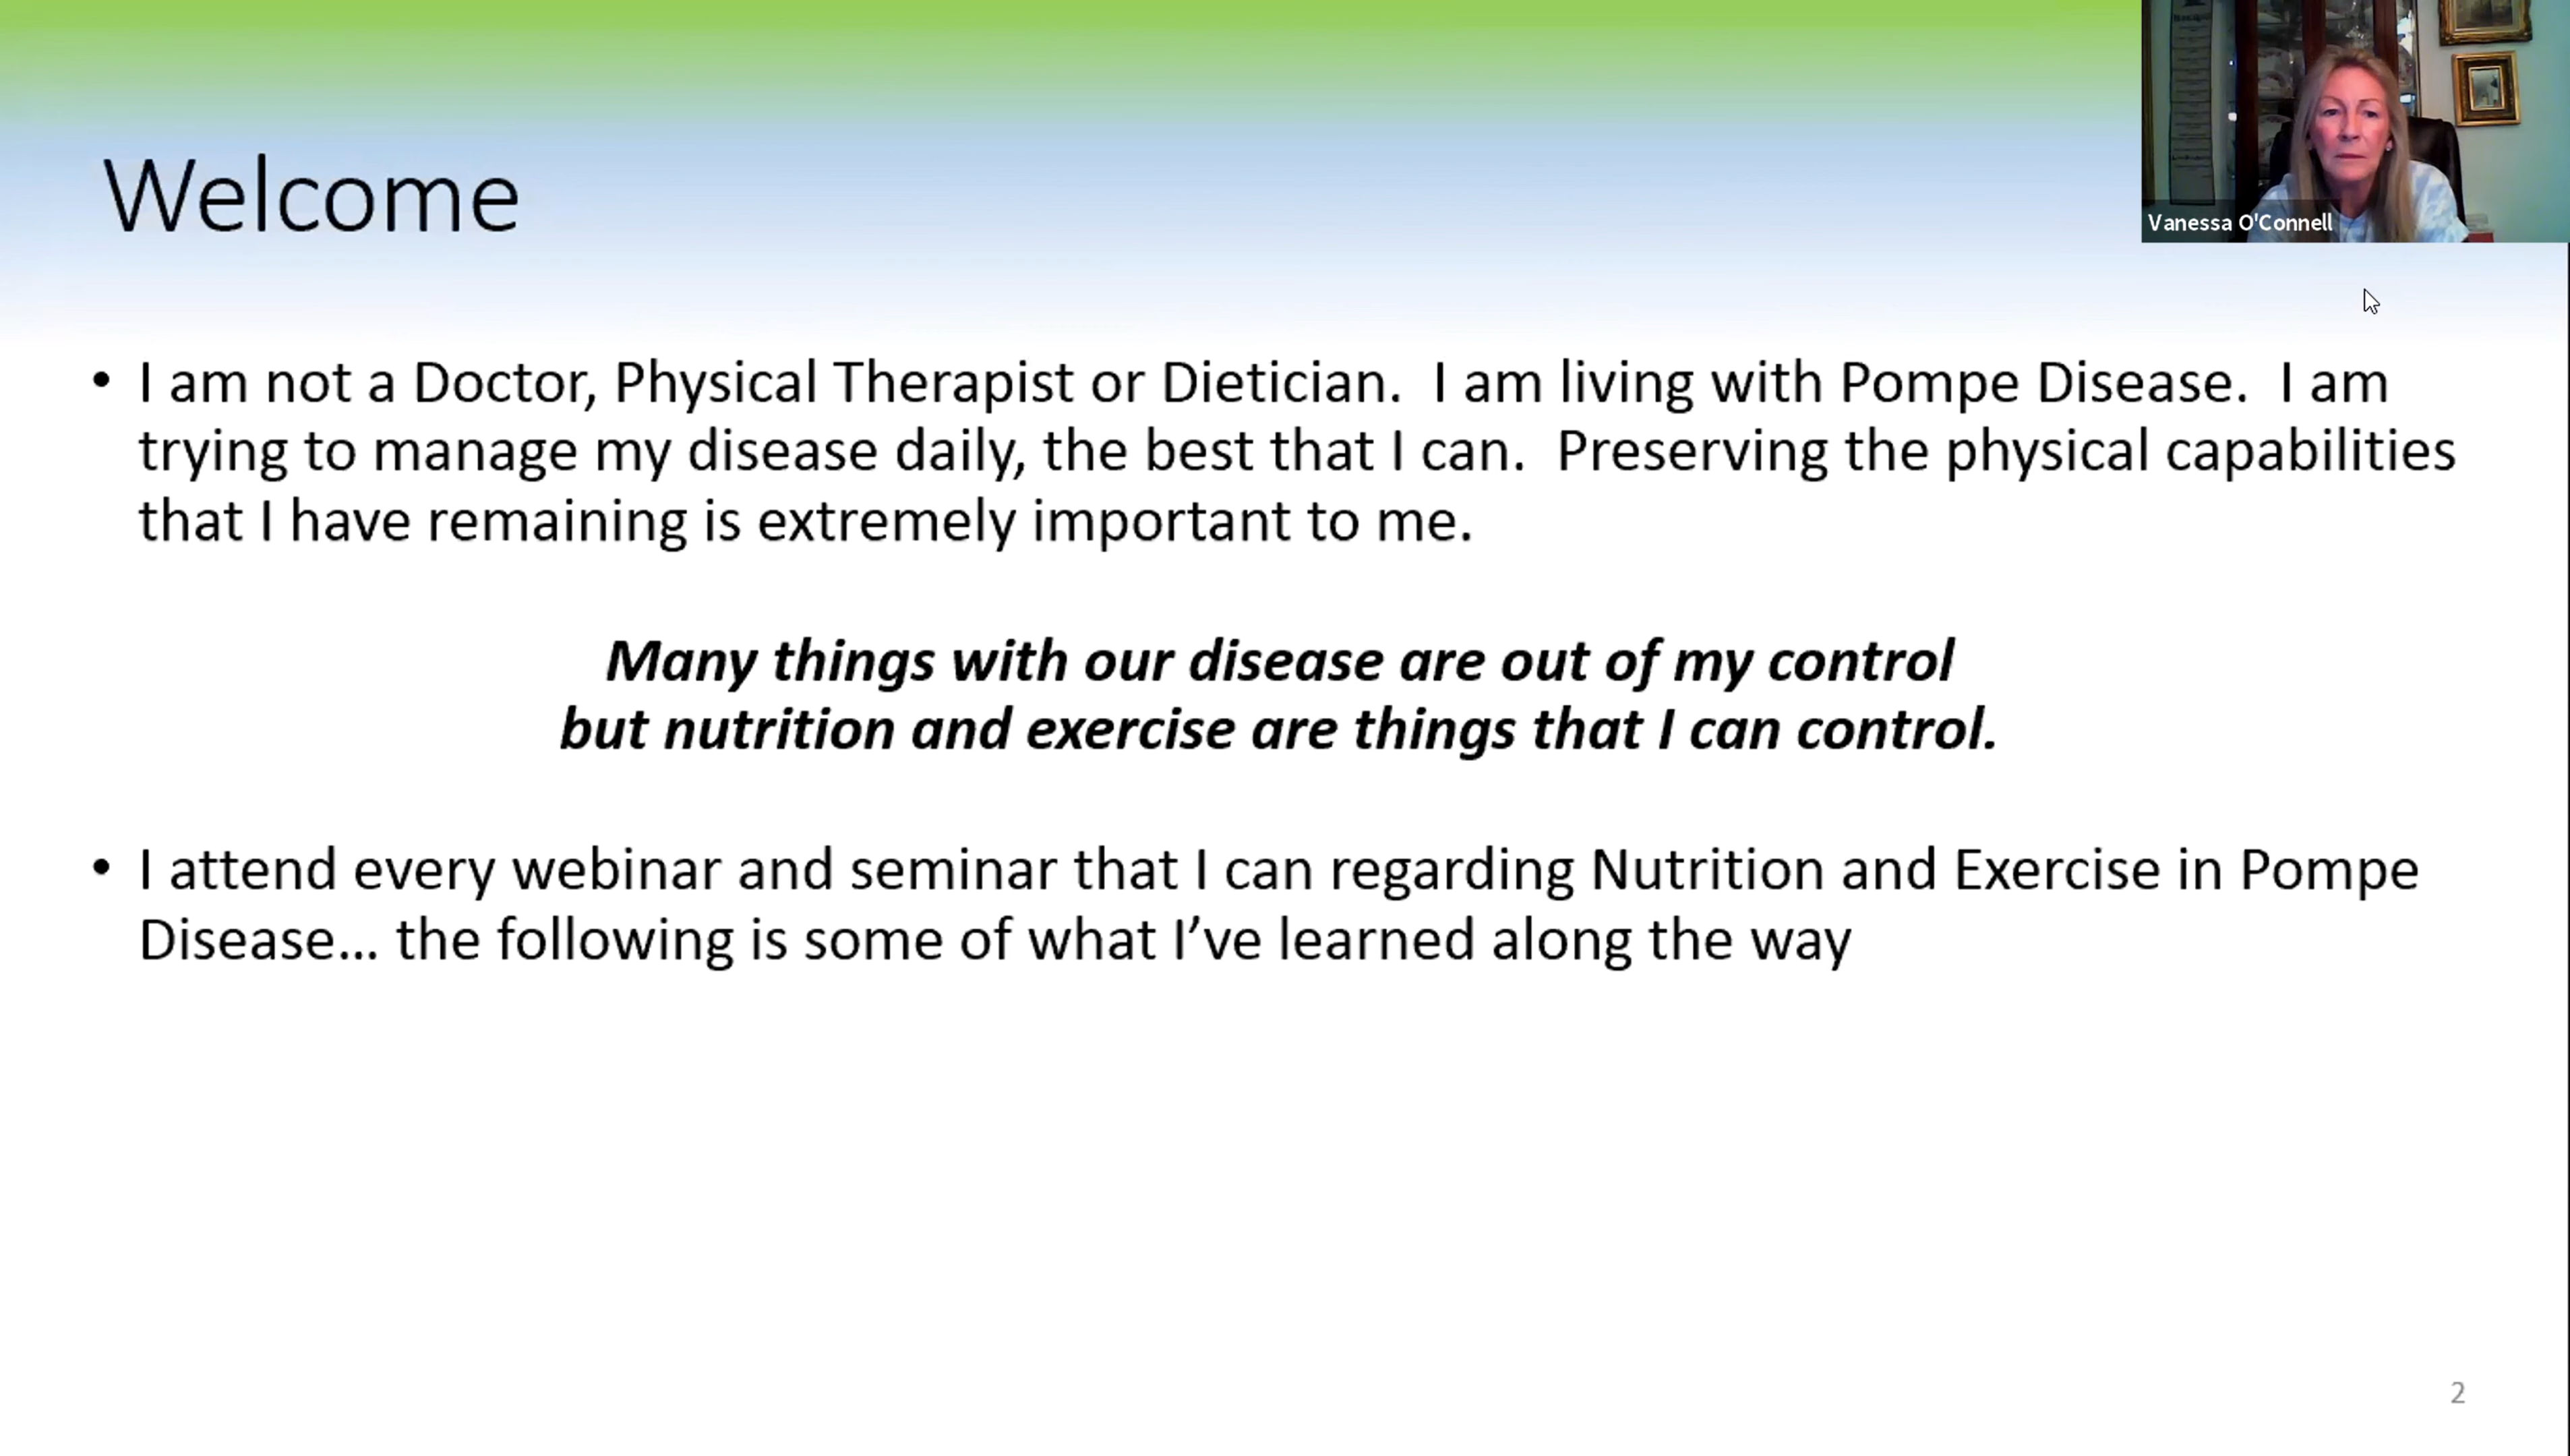 Welcome
Vanessa O'Connell
• I am not a Doctor, Physical Therapist or Dietician.  I am living with Pompe Disease.  I am
trying to manage my disease daily, the best that I can.  Preserving the physical capabilities
that I have remaining is extremely important to me.
Many things with our disease are out of my control
but nutrition and exercise are things that I can control.
• I attend every webinar and seminar that I can regarding Nutrition and Exercise in Pompe
Disease… the following is some of what I’ve learned along the way
2